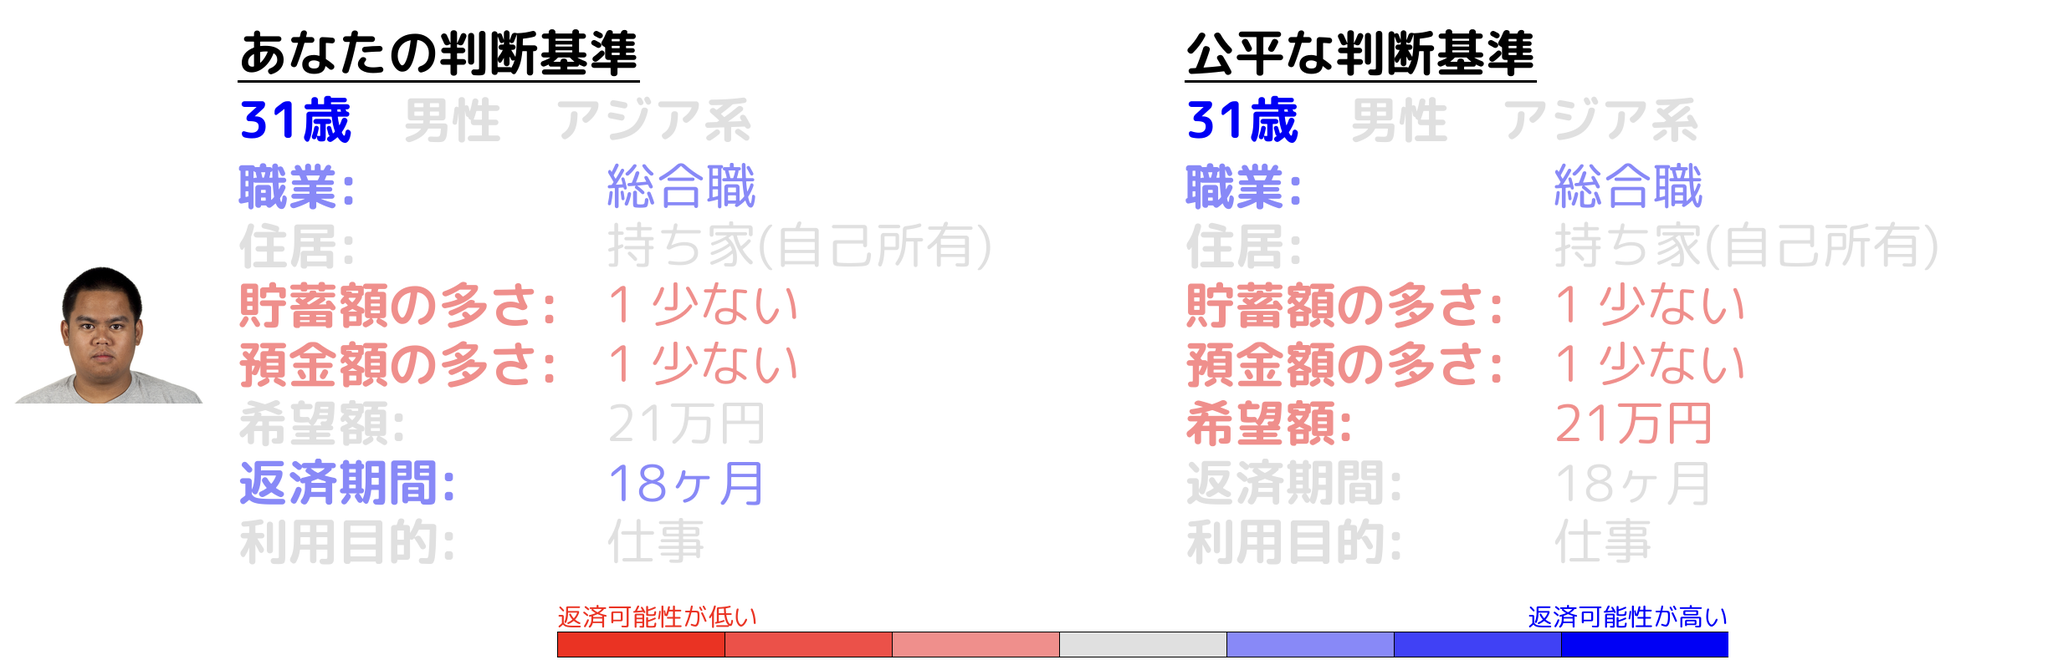 あなたの判断基準
31歳 男性 アジア系
職業: 総合職
住居: 持ち家(自己所有)
貯蓄額の多さ: 1 少ない
預金額の多さ: 1 少ない
希望額: 21万円
返済期間: 18ヶ月
利用目的: 仕事
公平な判断基準
31歳 男性 アジア系
職業: 総合職
住居: 持ち家(自己所有)
貯蓄額の多さ: 1 少ない
預金額の多さ: 1 少ない
希望額: 21万円
返済期間: 18ヶ月
利用目的: 仕事
返済可能性が低い
返済可能性が高い